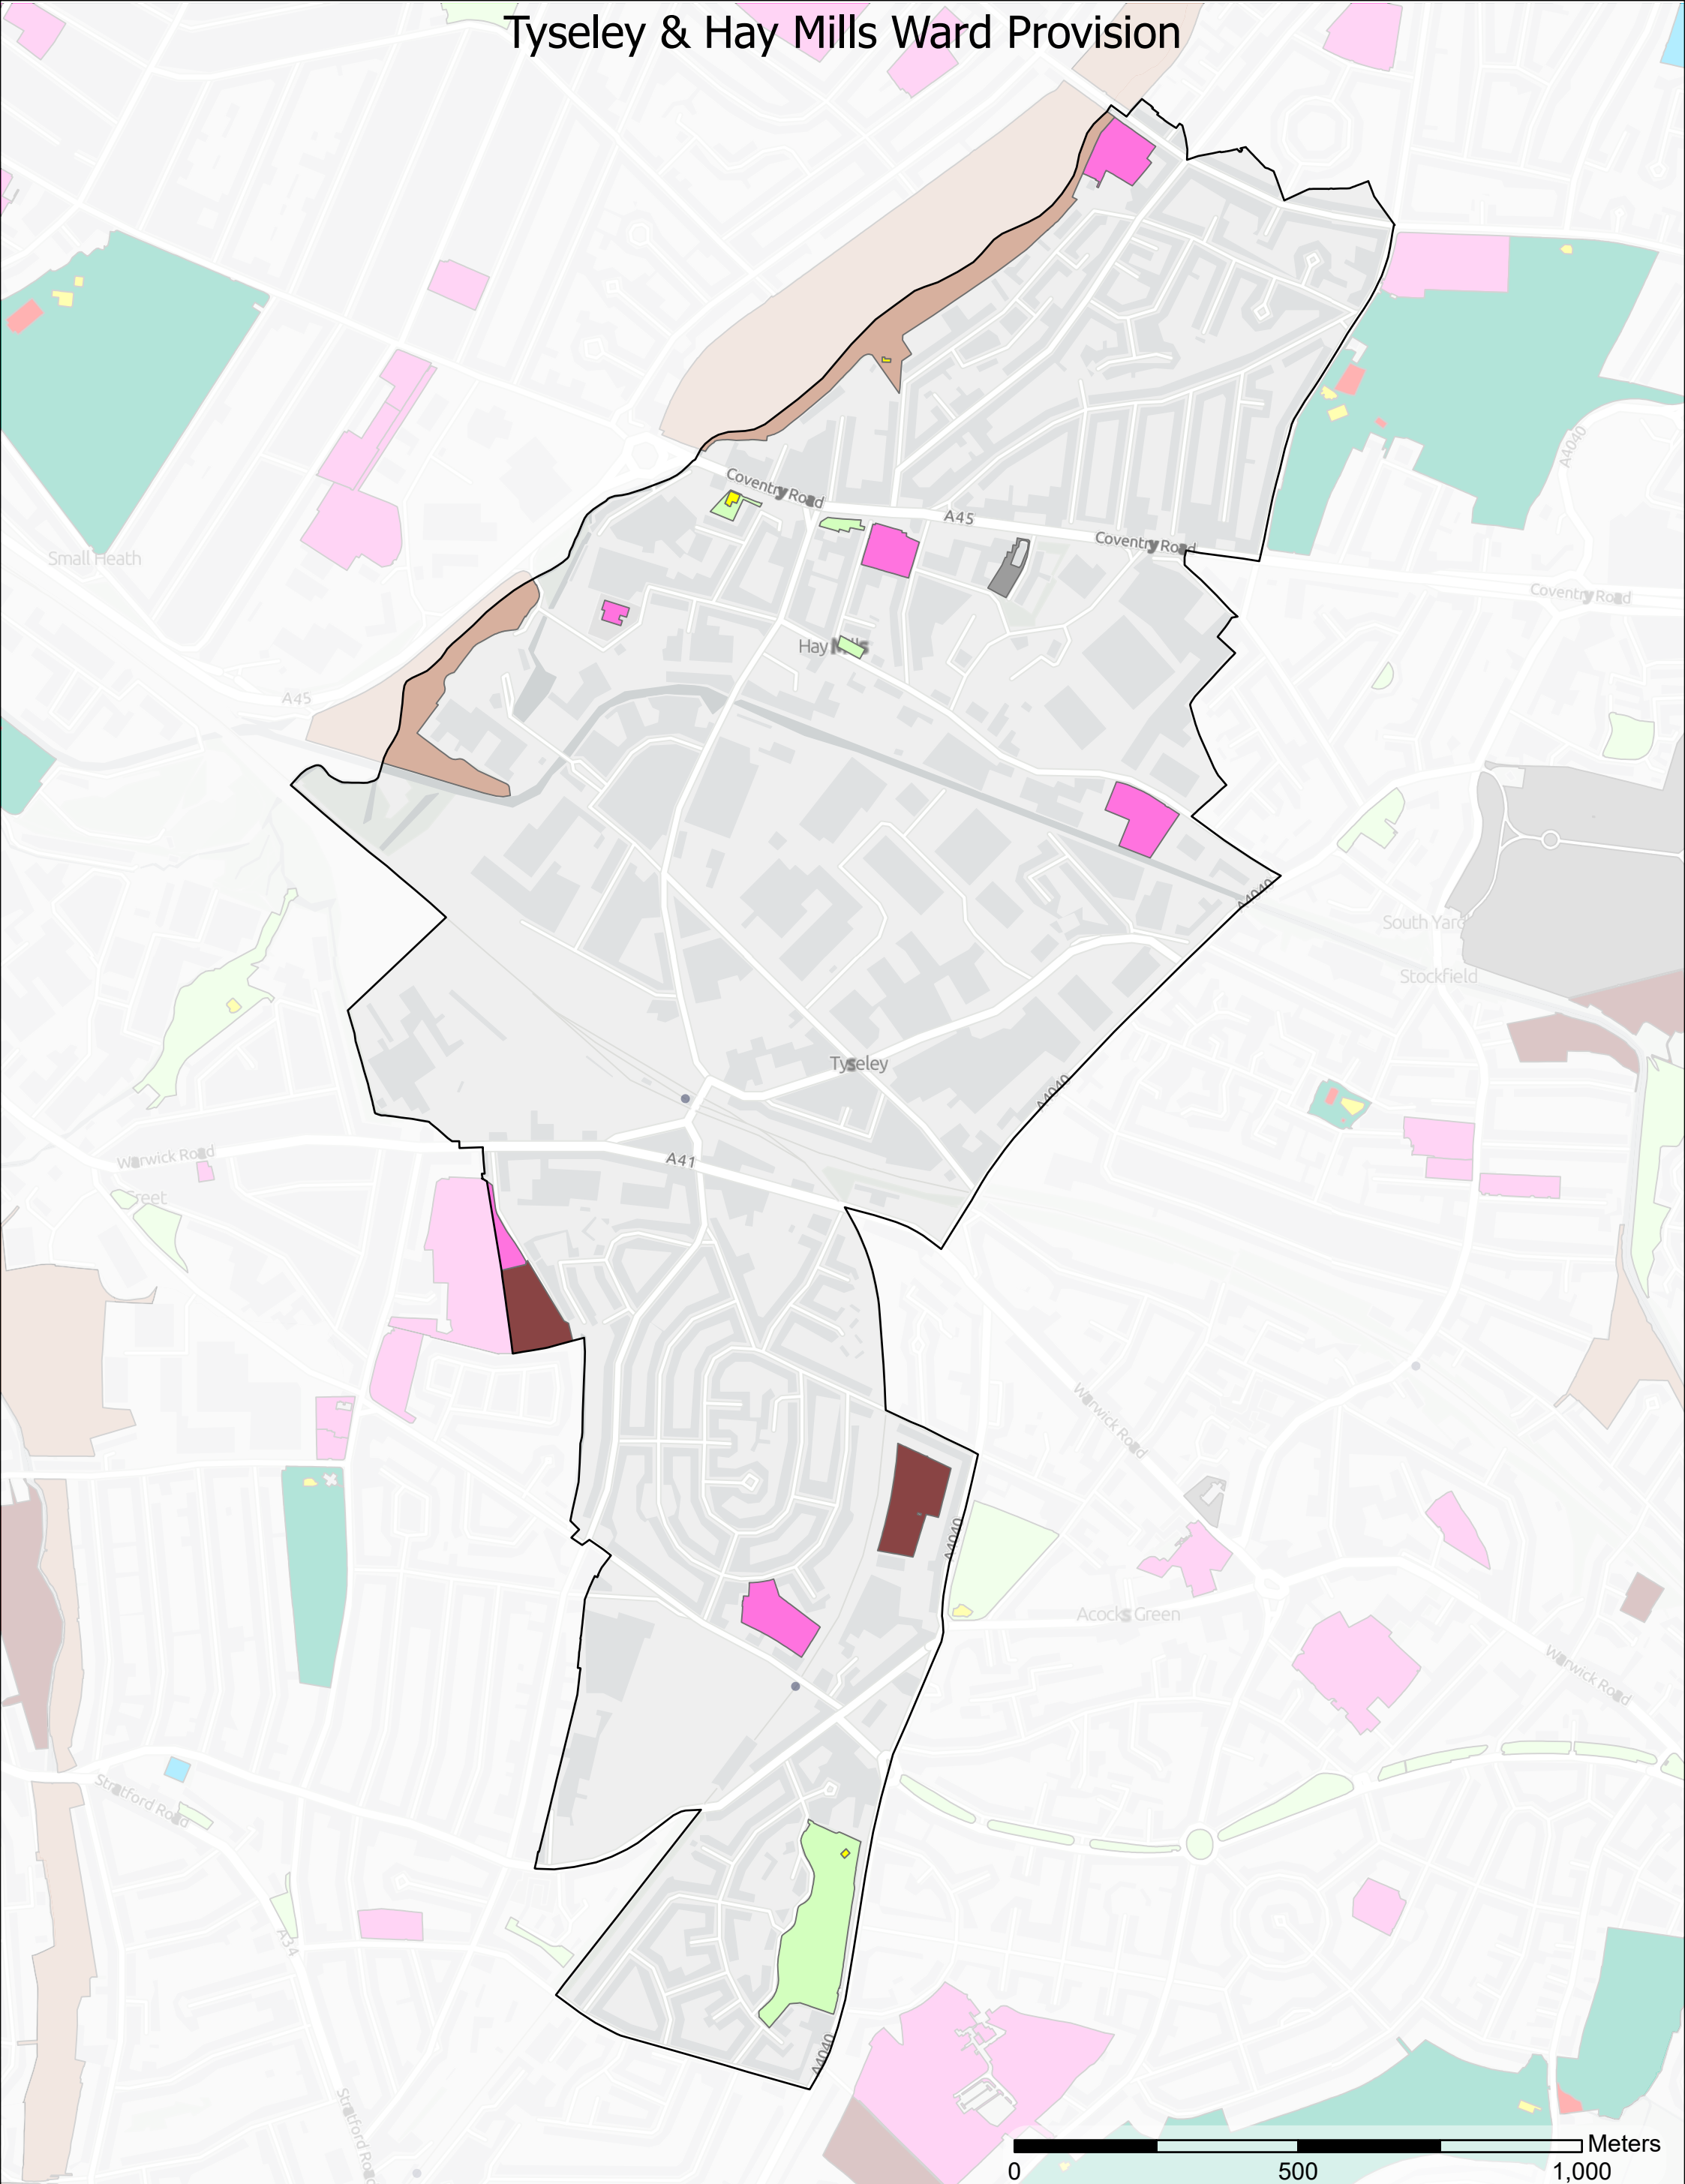 Tyseley & Hay Mills Ward Provision
A4040
Coventry Road
A45
Coventry Road
Small Heath
Coventry Road
Hay Mills
A45
A4040
South Yard
Stockfield
Tyseley
A4040
Warwick Road
A41
Greet
Warwick Road
A4040
Acocks Green
Warwick Road
Stratford Road
A34
A4040
Stratford Road
Meters
0 500 1,000